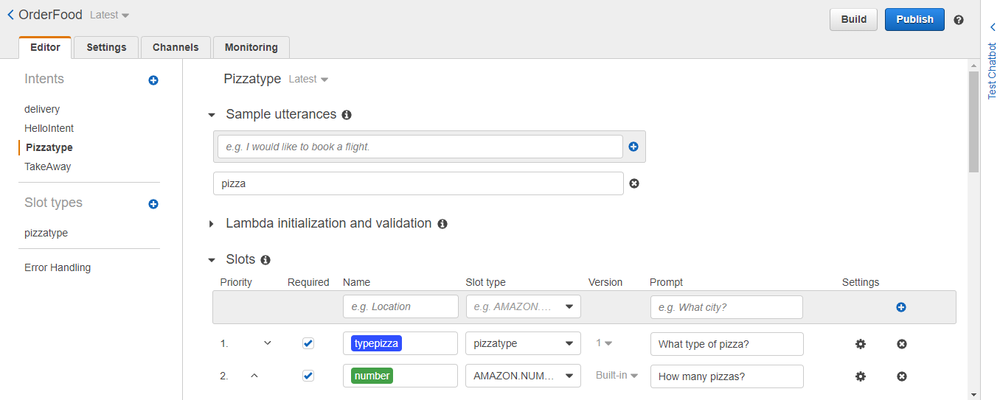 OrderFood Latest
Build Publish
Test Chatbot
Editor Settings Channels Monitoring
Intents
delivery
HelloIntent
Pizzatype
TakeAway
Slot types
pizzatype
Error Handling
Pizzatype Latest
Sample utterances
e.g. I would like to book a flight.
pizza
Lambda initialization and validation
Slots
Priority Required Name Slot type Version Prompt Settings
e.g. Location e.g. AMAZON.… e.g. What city?
1. typepizza pizzatype 1 What type of pizza?
2. number AMAZON.NUM… Built-in How many pizzas?